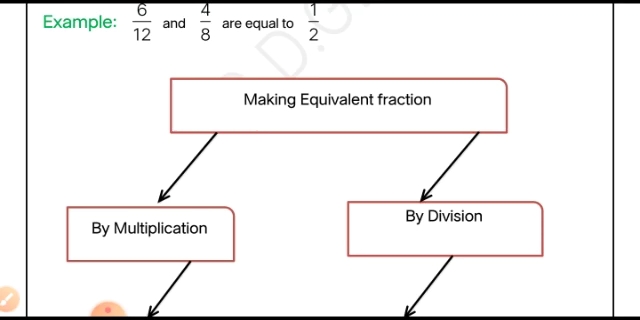 Example: 6/12 and 4/8 are equal to 1/2
Making Equivalent fraction
By Multiplication
By Division